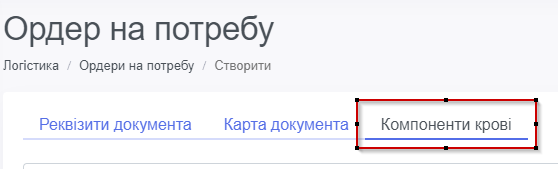 Ордер на потребу
Логістика / Ордери на потребу / Створити
Реквізити документа Карта документа Компоненти крові